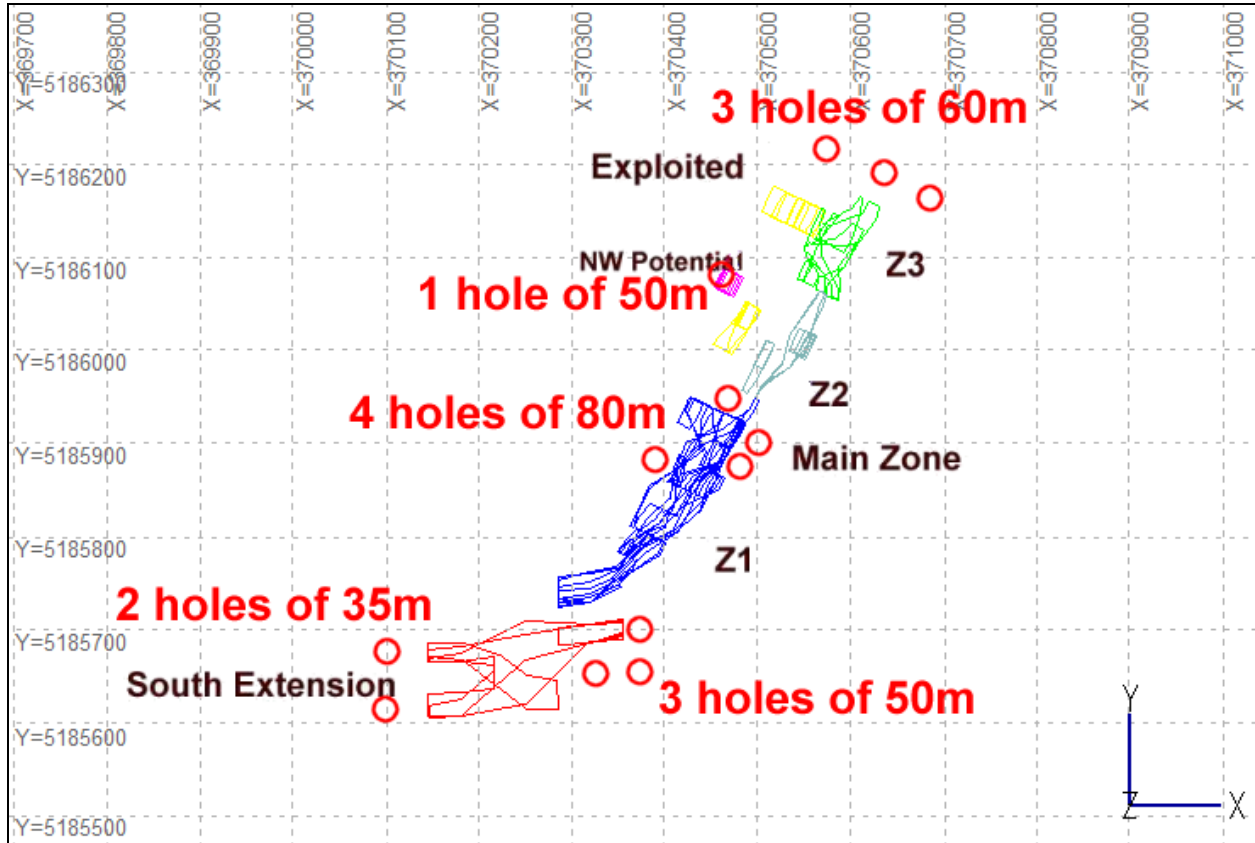 X=369700
X=369800
X=369900
X=370000
X=370100
X=370200
X=370300
X=370400
X=370500
X=370600
X=370700
X=370800
X=370900
X=371000
Y=5186300
3 holes of 60m
Exploited
Y=5186200
NW Potential
Z3
Y=5186100
1 hole of 50m
Y=5186000
Z2
4 holes of 80m
Main Zone
Y=5185900
Z1
Y=5185800
2 holes of 35m
Y=5185700
South Extension
3 holes of 50m
Y=5185600
Y
Z
X
Y=5185500